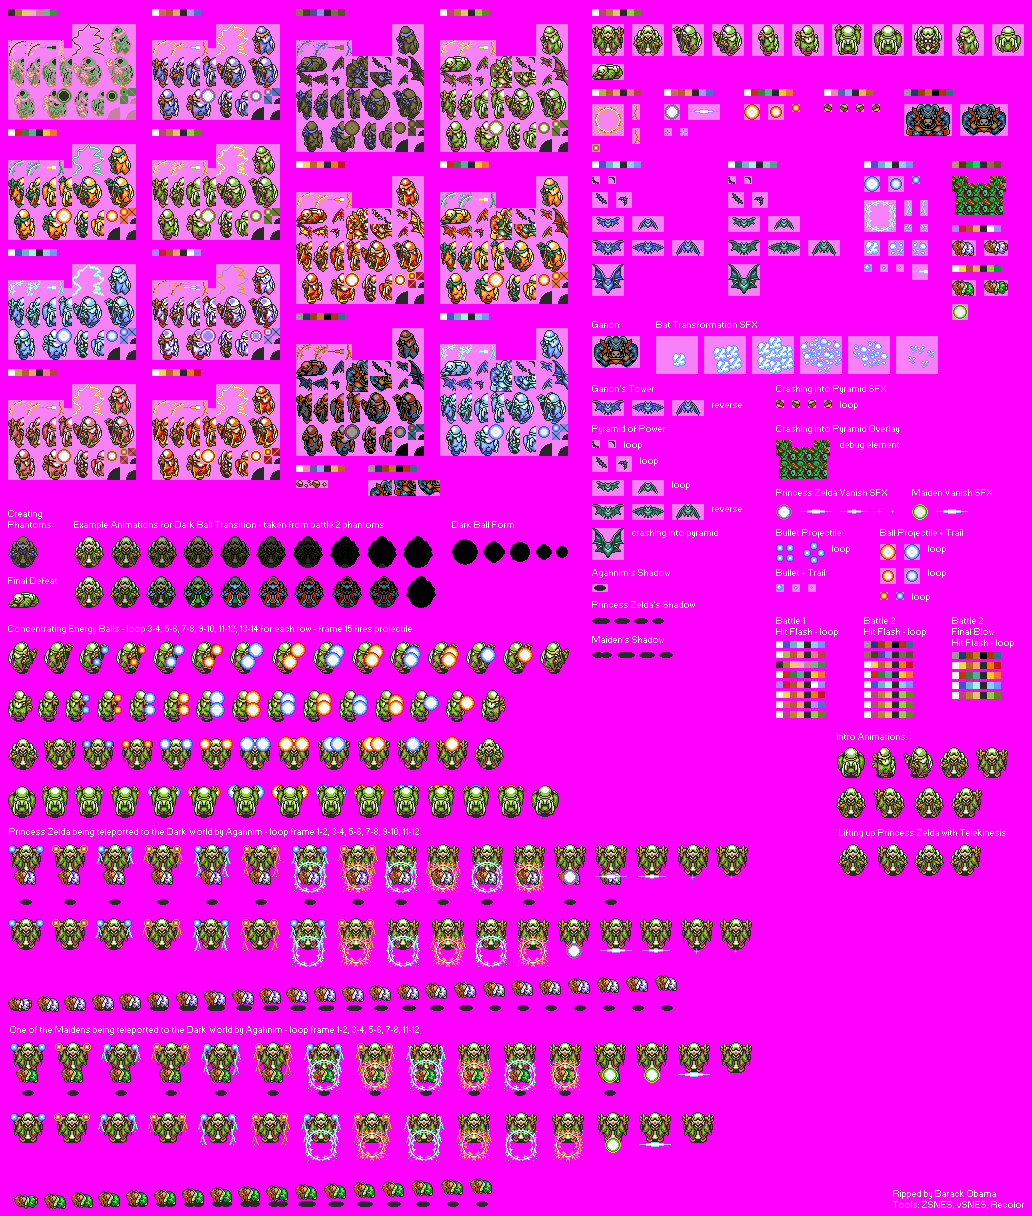 Ganon
Bat Transformation SFX
Ganon's Tower
reverse
Crashing into Pyramid SFX
loop
Pyramid of Power
loop
loop
loop
reverse
crashing into pyramid
Crashing into Pyramid Overlay
debug element
Princess Zelda Vanish SFX
Maiden Vanish SFX
Bullet Projectile
loop
Ball Projectile + Trail
loop
loop
loop
Bullet + Trail
Agahnim's Shadow
Princess Zelda's Shadow
Maiden's Shadow
Creating
Phantoms
Example Animations for Dark Ball Transition - taken from battle 2 phantoms
Dark Ball Form
Final Defeat
Battle 1
Hit Flash - loop
Battle 2
Hit Flash - loop
Battle 2
Final Blow
Hit Flash - loop
Concentrating Energy Balls - loop 3-4, 5-6, 7-8, 9-10, 11-12, 13-14 for each row - frame 15 fires projectile
Intro Animations
Lifting up Princess Zelda with Telekinesis
Princess Zelda being teleported to the Dark World by Agahnim - loop frame 1-2, 3-4, 5-6, 7-8, 9-10, 11-12
One of the Maidens being teleported to the Dark World by Agahnim - loop frame 1-2, 3-4, 5-6, 7-8, 11-12
Ripped by Barack Obama
Tools: ZSNES, vSNES, Recolor